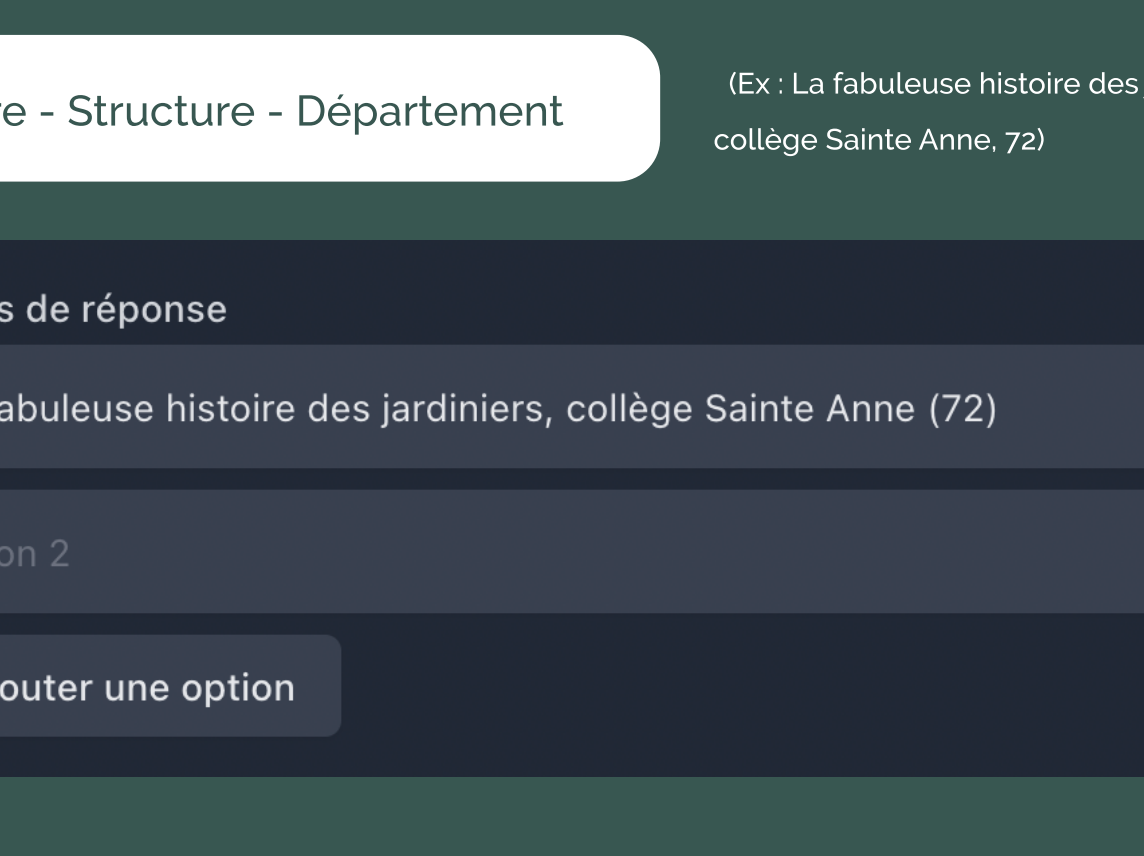 re - Structure - Département
(Ex : La fabuleuse histoire des
collège Sainte Anne, 72)
s de réponse
abuleuse histoire des jardiniers, collège Sainte Anne (72)
on 2
outer une option